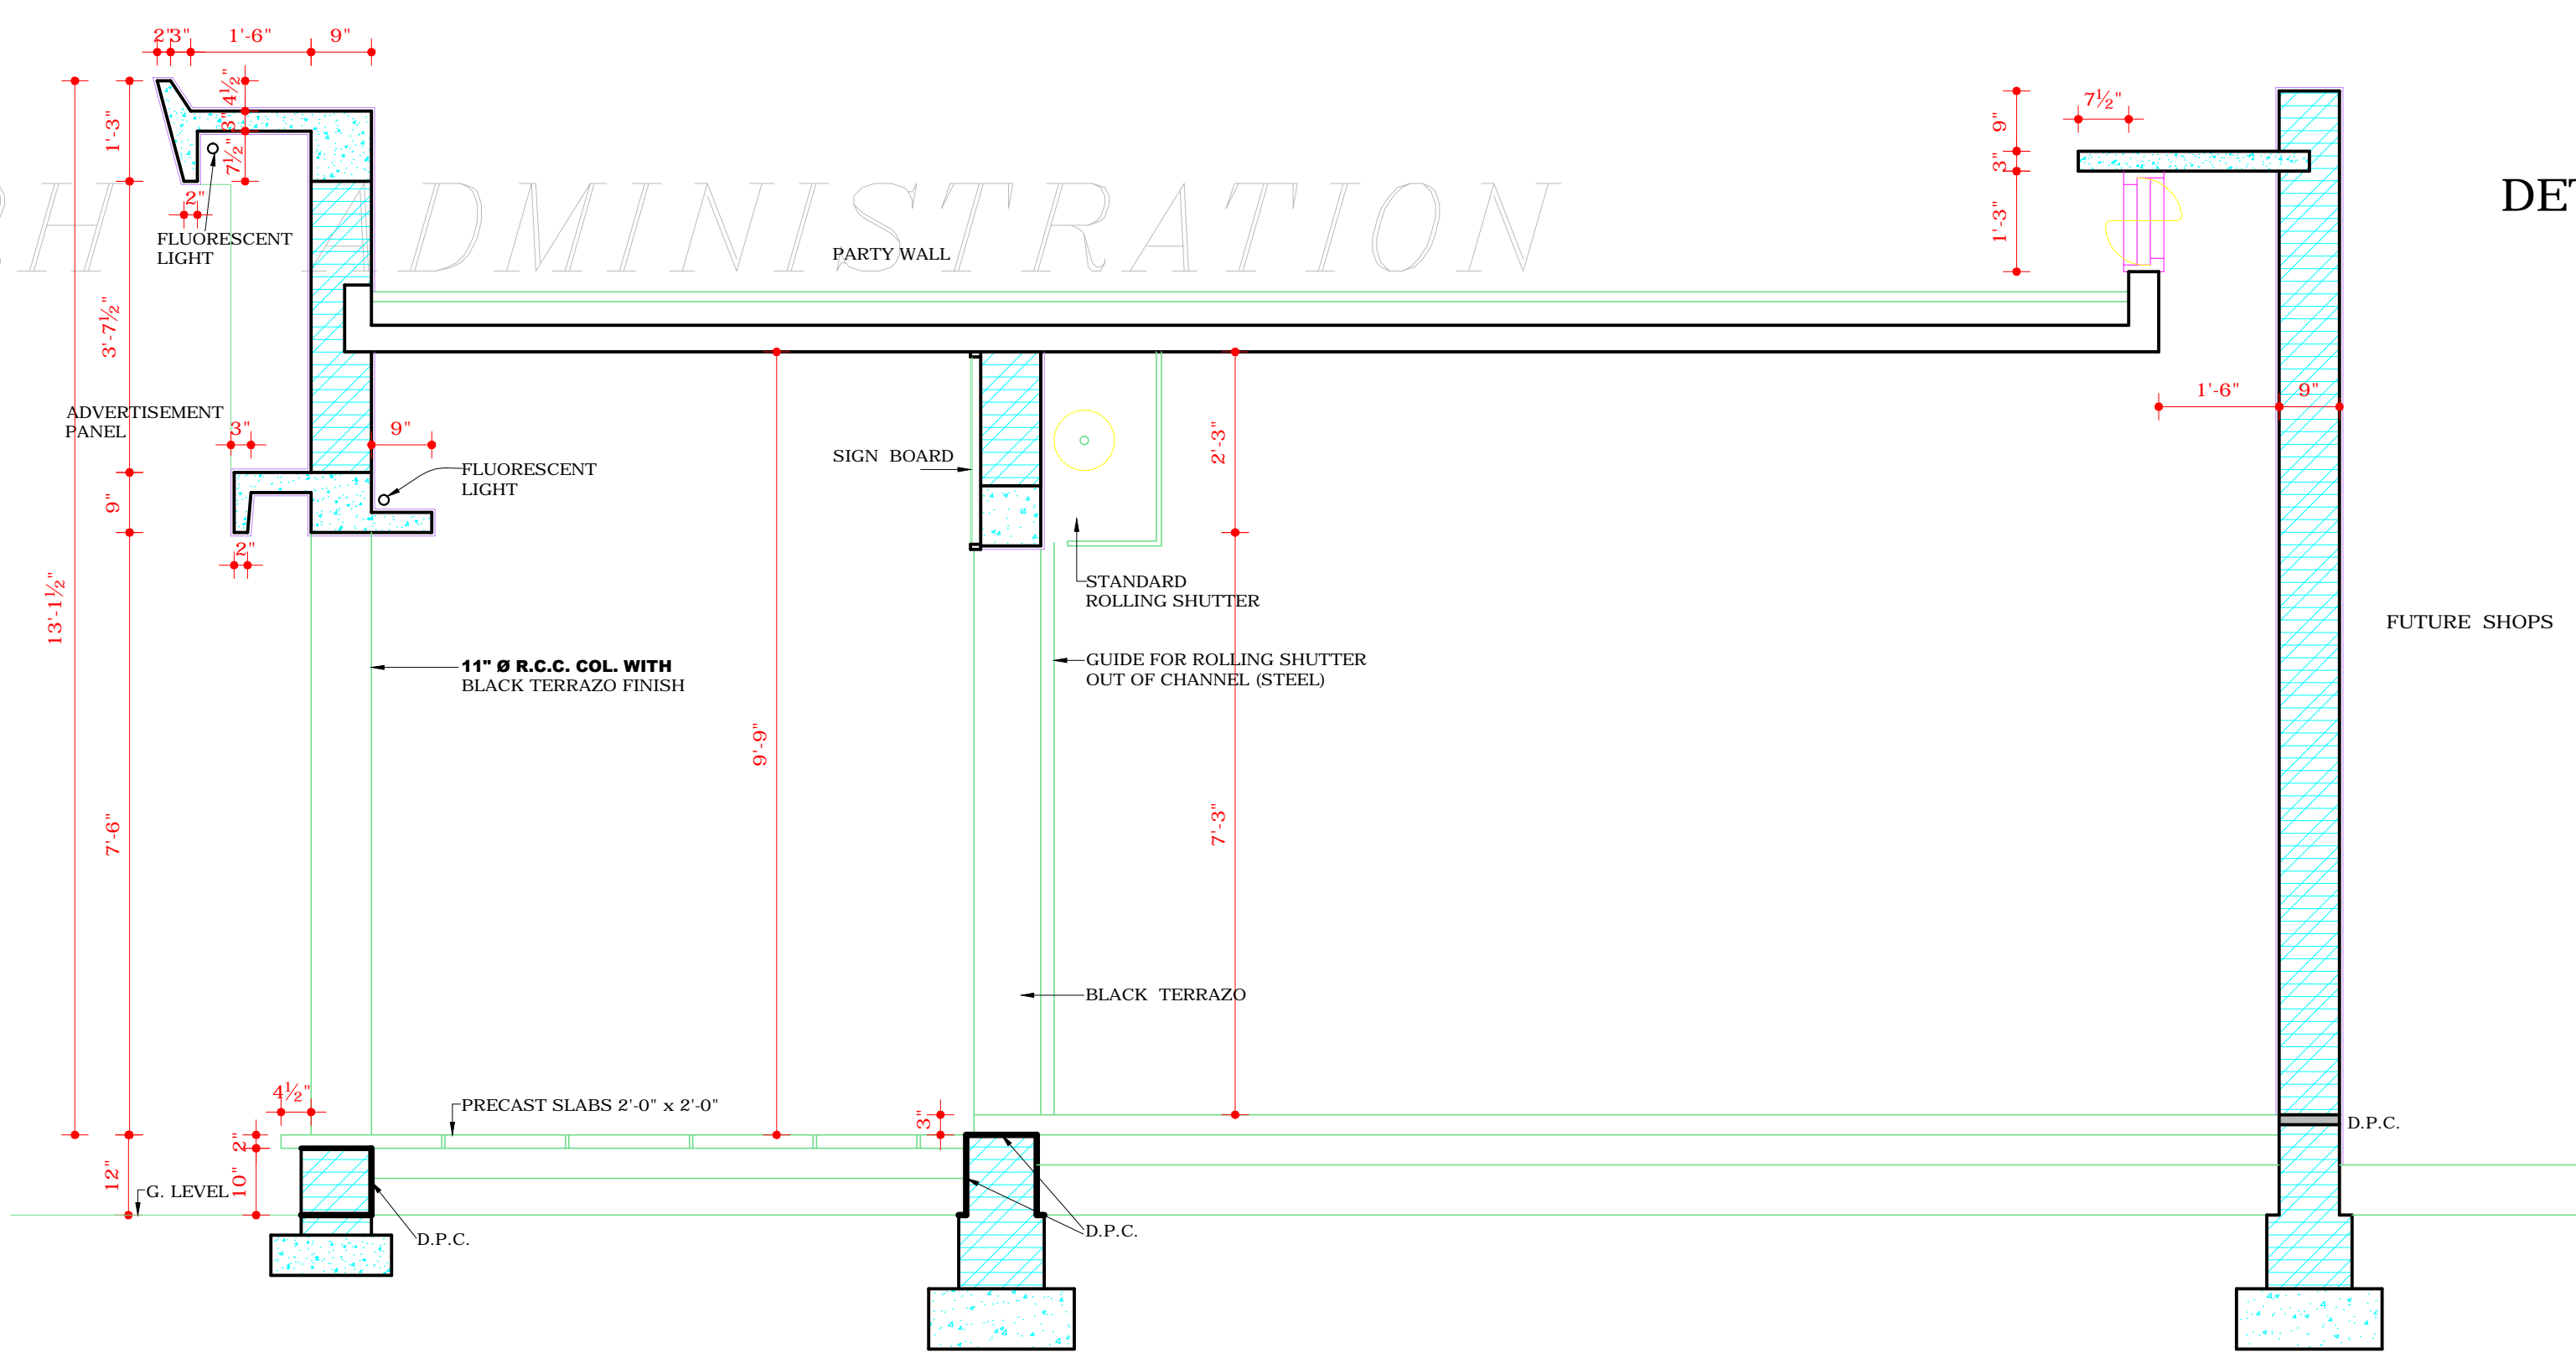 2" 3" 1'-6" 9"
4½"
1'-3"
3"
7½"
2"
FLUORESCENT
LIGHT
ADMINISTRATION
PARTY WALL
9"
7½"
3"
1'-3"
DET
3'-7½"
ADVERTISEMENT
PANEL
3"
9"
SIGN BOARD
2'-3"
1'-6" 9"
FLUORESCENT
LIGHT
9"
2"
13'-1½"
STANDARD
ROLLING SHUTTER
FUTURE SHOPS
11" Ø R.C.C. COL. WITH
BLACK TERRAZO FINISH
GUIDE FOR ROLLING SHUTTER
OUT OF CHANNEL (STEEL)
9'-9"
7'-6"
7'-3"
BLACK TERRAZO
4½"
PRECAST SLABS 2'-0" x 2'-0"
3"
D.P.C.
2"
12"
10"
G. LEVEL
D.P.C.
D.P.C.